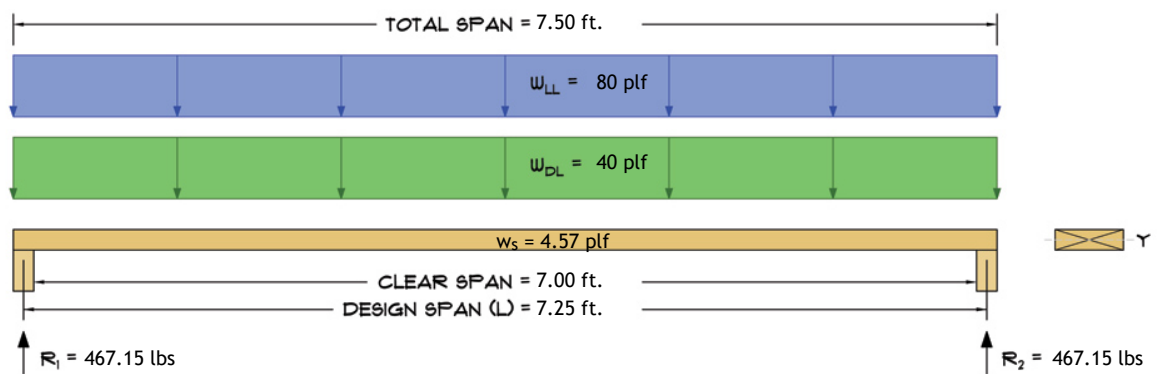 TOTAL SPAN = 7.50 ft.
wLL = 80 plf
wDL = 40 plf
ws = 4.57 plf
Y
CLEAR SPAN = 7.00 ft.
DESIGN SPAN (L) = 7.25 ft.
R1 = 467.15 lbs
R2 = 467.15 lbs